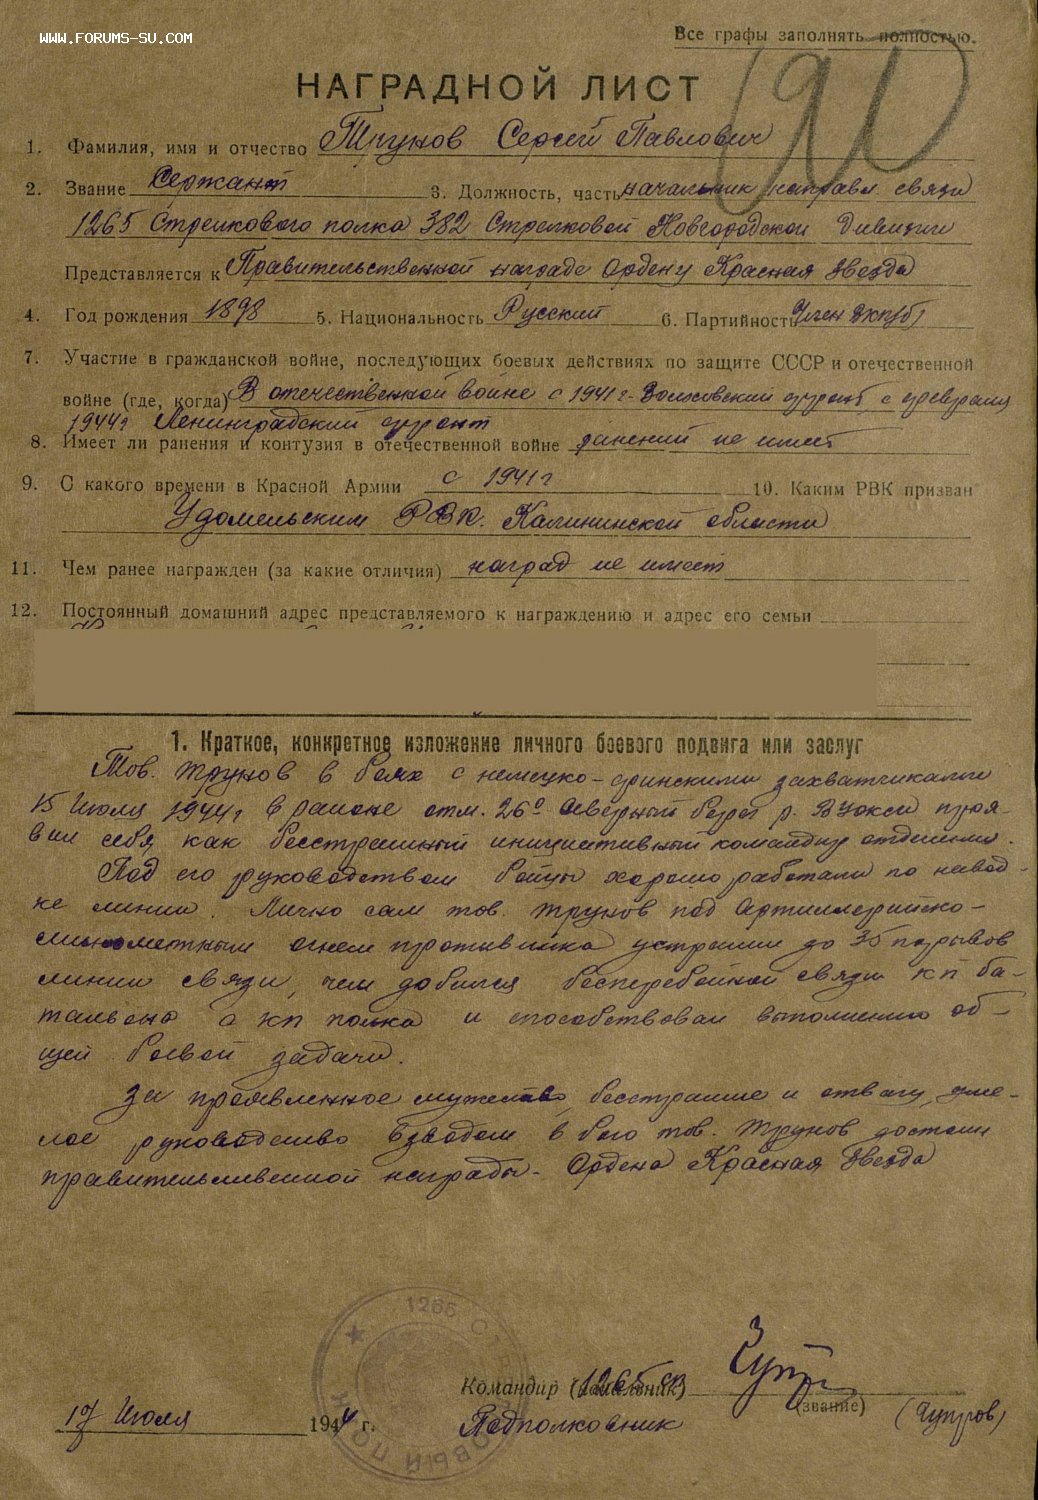 www.forums-su.com
Все графы заполнять полностью.
НАГРАДНОЙ ЛИСТ
1. Фамилия, имя и отчество Трунов Сергей Павлович
2. Звание Сержант 3. Должность, часть начальник направл. связи
1265 Стрелкового полка 382 Стрелковой Новгородской Дивизии
Представляется к Правительственной награде Ордену Красная Звезда
4. Год рождения 1898 5. Национальность Русский 6. Партийность Член ВКП(б)
7. Участие в гражданской войне, последующих боевых действиях по защите СССР и отечественной
войне (где, когда) В отечественной войне с 1941 г. Волховский фронт, с февраля
1944 г Ленинградский фронт
8. Имеет ли ранения и контузия в отечественной войне ранений не имеет
9. С какого времени в Красной Армии с 1941 г 10. Каким РВК призван
Удомельским РВК. Калининской области
11. Чем ранее награжден (за какие отличия) наград не имеет
12. Постоянный домашний адрес представляемого к награждению и адрес его семьи
1. Краткое, конкретное изложение личного боевого подвига или заслуг
Тов. Трунов в боях с немецко-финскими захватчиками
15 Июля 1944 г в районе отм. 26° северный берег р. Вуокси проя-
вил себя, как бесстрашный инициативный командир отделения.
Под его руководством бойцы хорошо работали по навод-
ке линии. Лично сам тов. Трунов под артиллерийско-
минометным огнем противника устранил до 35 порывов
линии связи, чем добился бесперебойной связи КП ба-
тальона с КП полка и способствовал выполнению об-
щей боевой задачи.
За проявленное мужество, бесстрашие и отвагу, уме-
лое руководство взводом в бою тов. Трунов достоин
правительственной награды - Ордена Красная Звезда
Командир (начальник) 1265 сп
(звание)
17 Июля 1944 г. Подполковник (Чупров)